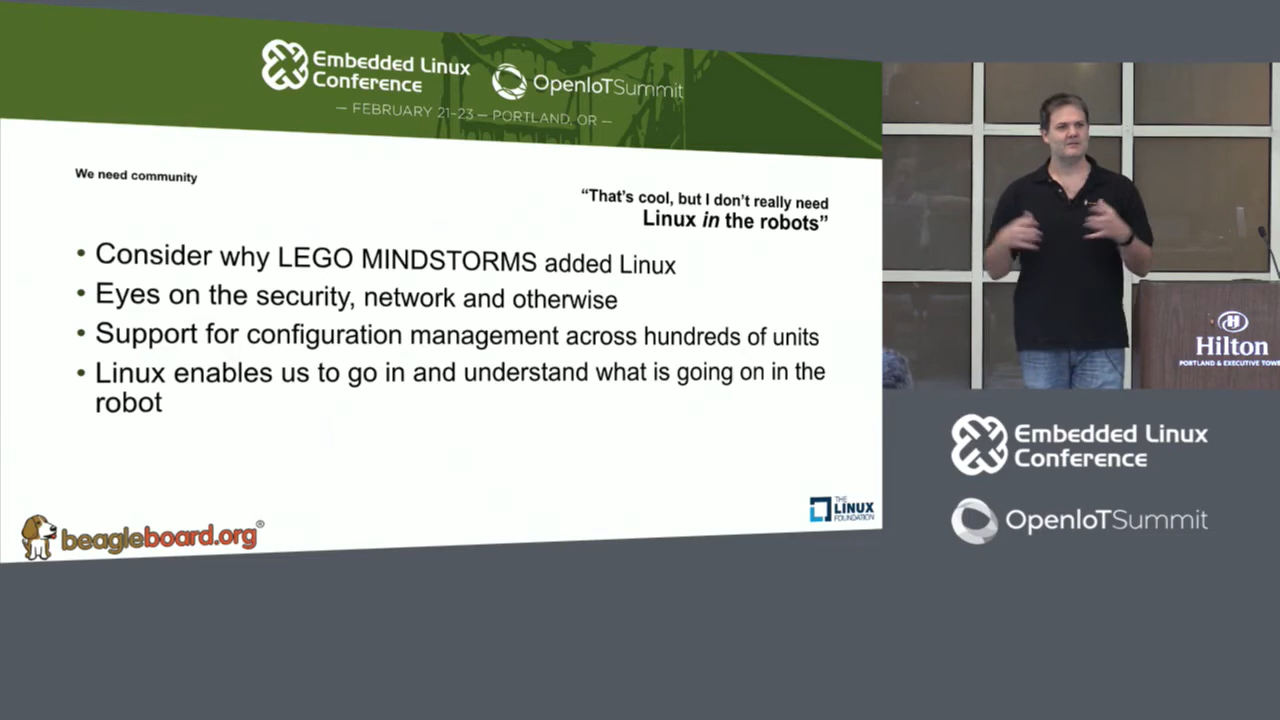 Embedded Linux
Conference
OpenIoTSummit
— FEBRUARY 21-23 — PORTLAND, OR —
We need community
“That’s cool, but I don’t really need
Linux in the robots”
• Consider why LEGO MINDSTORMS added Linux
• Eyes on the security, network and otherwise
• Support for configuration management across hundreds of units
• Linux enables us to go in and understand what is going on in the
robot
beagleboard.org®
THE
LINUX
FOUNDATION
Hilton
PORTLAND & EXECUTIVE TOWE
Embedded Linux
Conference
OpenIoTSummit